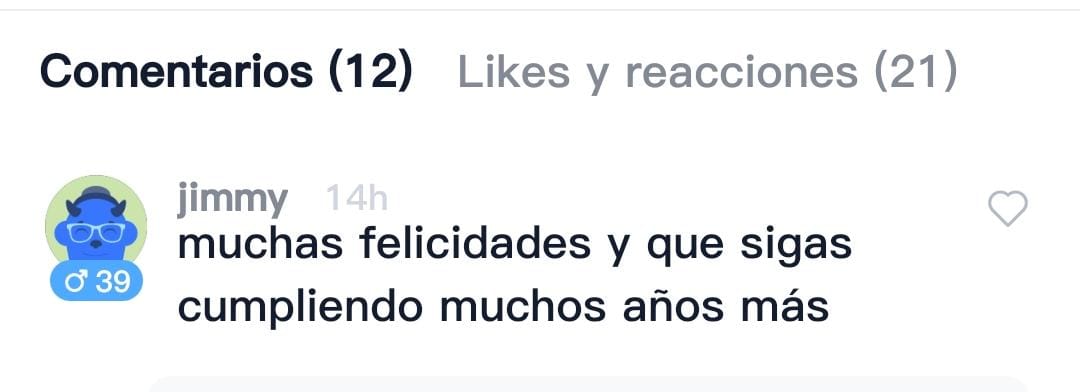 Comentarios (12) Likes y reacciones (21)
jimmy 14h
muchas felicidades y que sigas
cumpliendo muchos años más
♂ 39